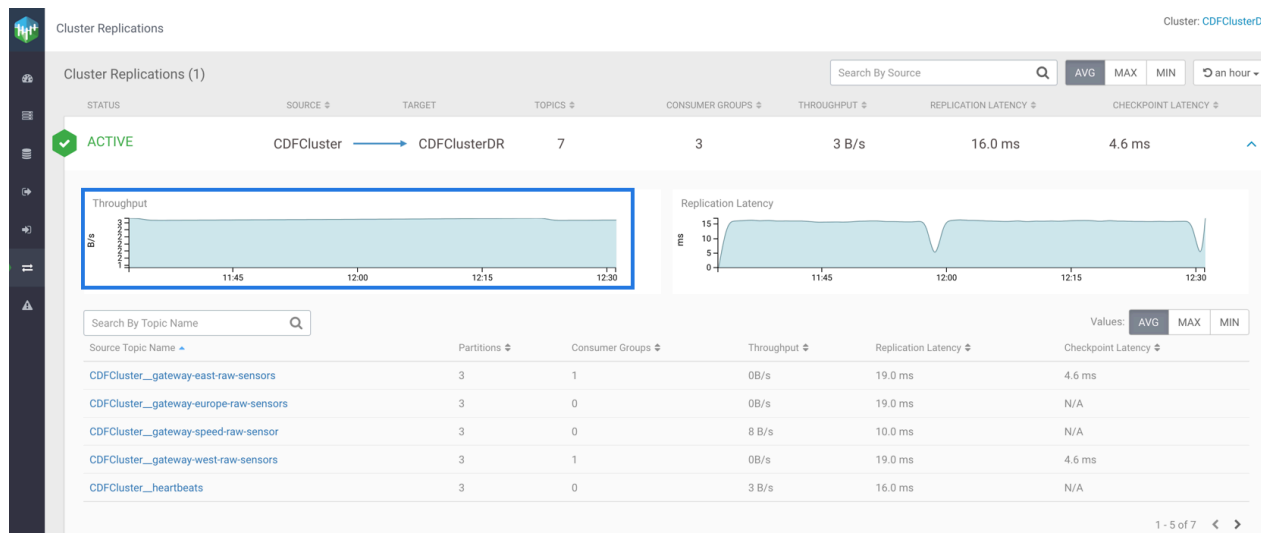 Cluster Replications
Cluster: CDFClusterD
Cluster Replications (1)
Search By Source
AVG MAX MIN
an hour
STATUS SOURCE TARGET TOPICS CONSUMER GROUPS THROUGHPUT REPLICATION LATENCY CHECKPOINT LATENCY
ACTIVE CDFCluster CDFClusterDR 7 3 3 B/s 16.0 ms 4.6 ms
Throughput
B/s
3
2
2
2
2
1
11:45 12:00 12:15 12:30
Replication Latency
ms
15
10
5
0
11:45 12:00 12:15 12:30
Search By Topic Name
Values: AVG MAX MIN
Source Topic Name Partitions Consumer Groups Throughput Replication Latency Checkpoint Latency
CDFCluster__gateway-east-raw-sensors 3 1 0B/s 19.0 ms 4.6 ms
CDFCluster__gateway-europe-raw-sensors 3 0 0B/s 19.0 ms N/A
CDFCluster__gateway-speed-raw-sensor 3 0 8 B/s 10.0 ms N/A
CDFCluster__gateway-west-raw-sensors 3 1 0B/s 19.0 ms 4.6 ms
CDFCluster__heartbeats 3 0 3 B/s 16.0 ms N/A
1 - 5 of 7